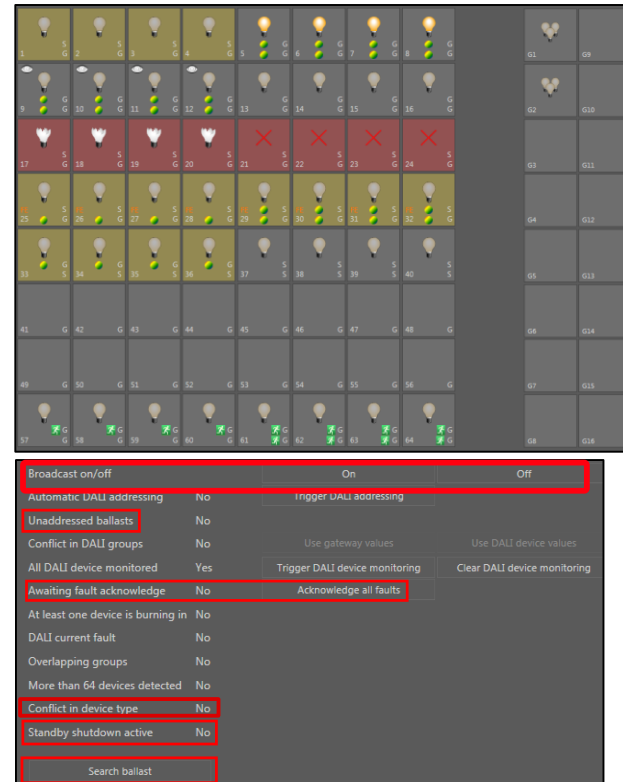 S S S S G G G G
1 G 2 G 3 G 4 G 5 G 6 G 7 G 8 G G1 G9
G G G G G G G G
9 G 10 G 11 G 12 G 13 G 14 G 15 G 16 G G2 G10
S S S S S S S S
17 G 18 G 19 G 20 G 21 G 22 G 23 G 24 G G3 G11
S S S S S S S S
25 G 26 G 27 G 28 G 29 G 30 G 31 G 32 G G4 G12
G G G G S S S S
33 S 34 S 35 S 36 S 37 S 38 S 39 S 40 S G5 G13
41 G 42 G 43 G 44 G 45 G 46 G 47 G 48 G G6 G14
49 G 50 G 51 G 52 G 53 G 54 G 55 G 56 G G7 G15
G G G G G G G G
57 G 58 G 59 G 60 G 61 G 62 G 63 G 64 G G8 G16
Broadcast on/off On Off
Automatic DALI addressing No Trigger DALI addressing
Unaddressed ballasts No
Conflict in DALI groups No Use gateway values Use DALI device values
All DALI device monitored Yes Trigger DALI device monitoring Clear DALI device monitoring
Awaiting fault acknowledge No Acknowledge all faults
At least one device is burning in No
DALI current fault No
Overlapping groups No
More than 64 devices detected No
Conflict in device type No
Standby shutdown active No
Search ballast